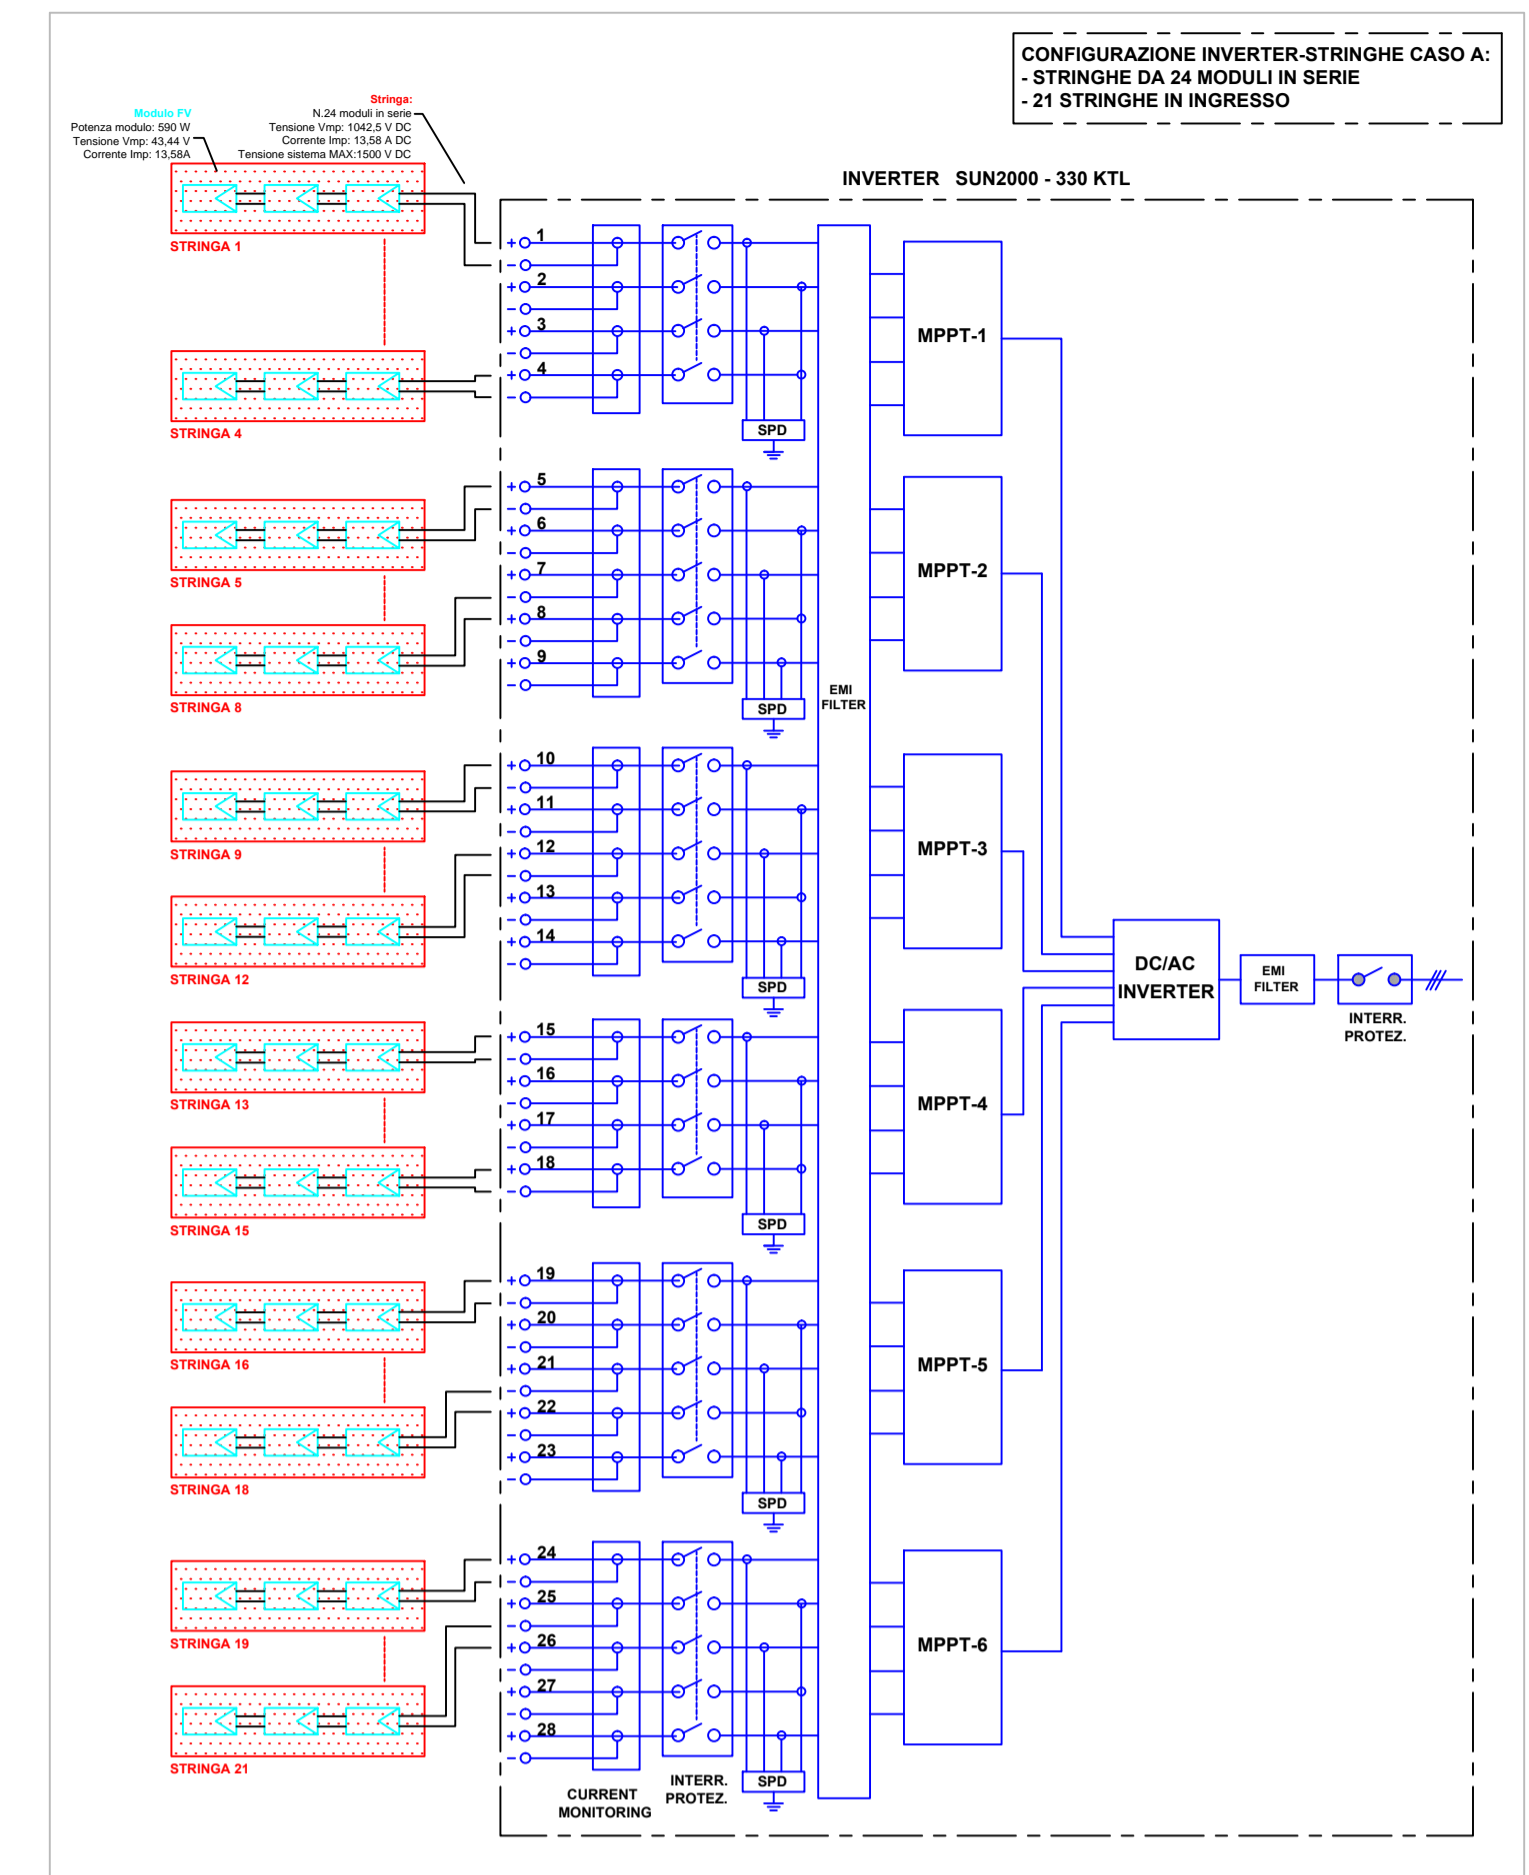 CONFIGURAZIONE INVERTER-STRINGHE CASO A:
- STRINGHE DA 24 MODULI IN SERIE
- 21 STRINGHE IN INGRESSO
Modulo FV
Potenza modulo: 590 W
Tensione Vmp: 43,44 V
Corrente Imp: 13,58A
Stringa:
N.24 moduli in serie
Tensione Vmp: 1042,5 V DC
Corrente Imp: 13,58 A DC
Tensione sistema MAX:1500 V DC
INVERTER SUN2000 - 330 KTL
STRINGA 1
STRINGA 4
STRINGA 5
STRINGA 8
STRINGA 9
STRINGA 12
STRINGA 13
STRINGA 15
STRINGA 16
STRINGA 18
STRINGA 19
STRINGA 21
+ 1
-
+ 2
-
+ 3
-
+ 4
-
SPD
+ 5
-
+ 6
-
+ 7
-
+ 8
-
+ 9
-
SPD
+ 10
-
+ 11
-
+ 12
-
+ 13
-
+ 14
-
SPD
+ 15
-
+ 16
-
+ 17
-
+ 18
-
SPD
+ 19
-
+ 20
-
+ 21
-
+ 22
-
+ 23
-
SPD
+ 24
-
+ 25
-
+ 26
-
+ 27
-
+ 28
-
SPD
CURRENT
MONITORING
INTERR.
PROTEZ.
EMI
FILTER
MPPT-1
MPPT-2
MPPT-3
MPPT-4
MPPT-5
MPPT-6
DC/AC
INVERTER
EMI
FILTER
INTERR.
PROTEZ.